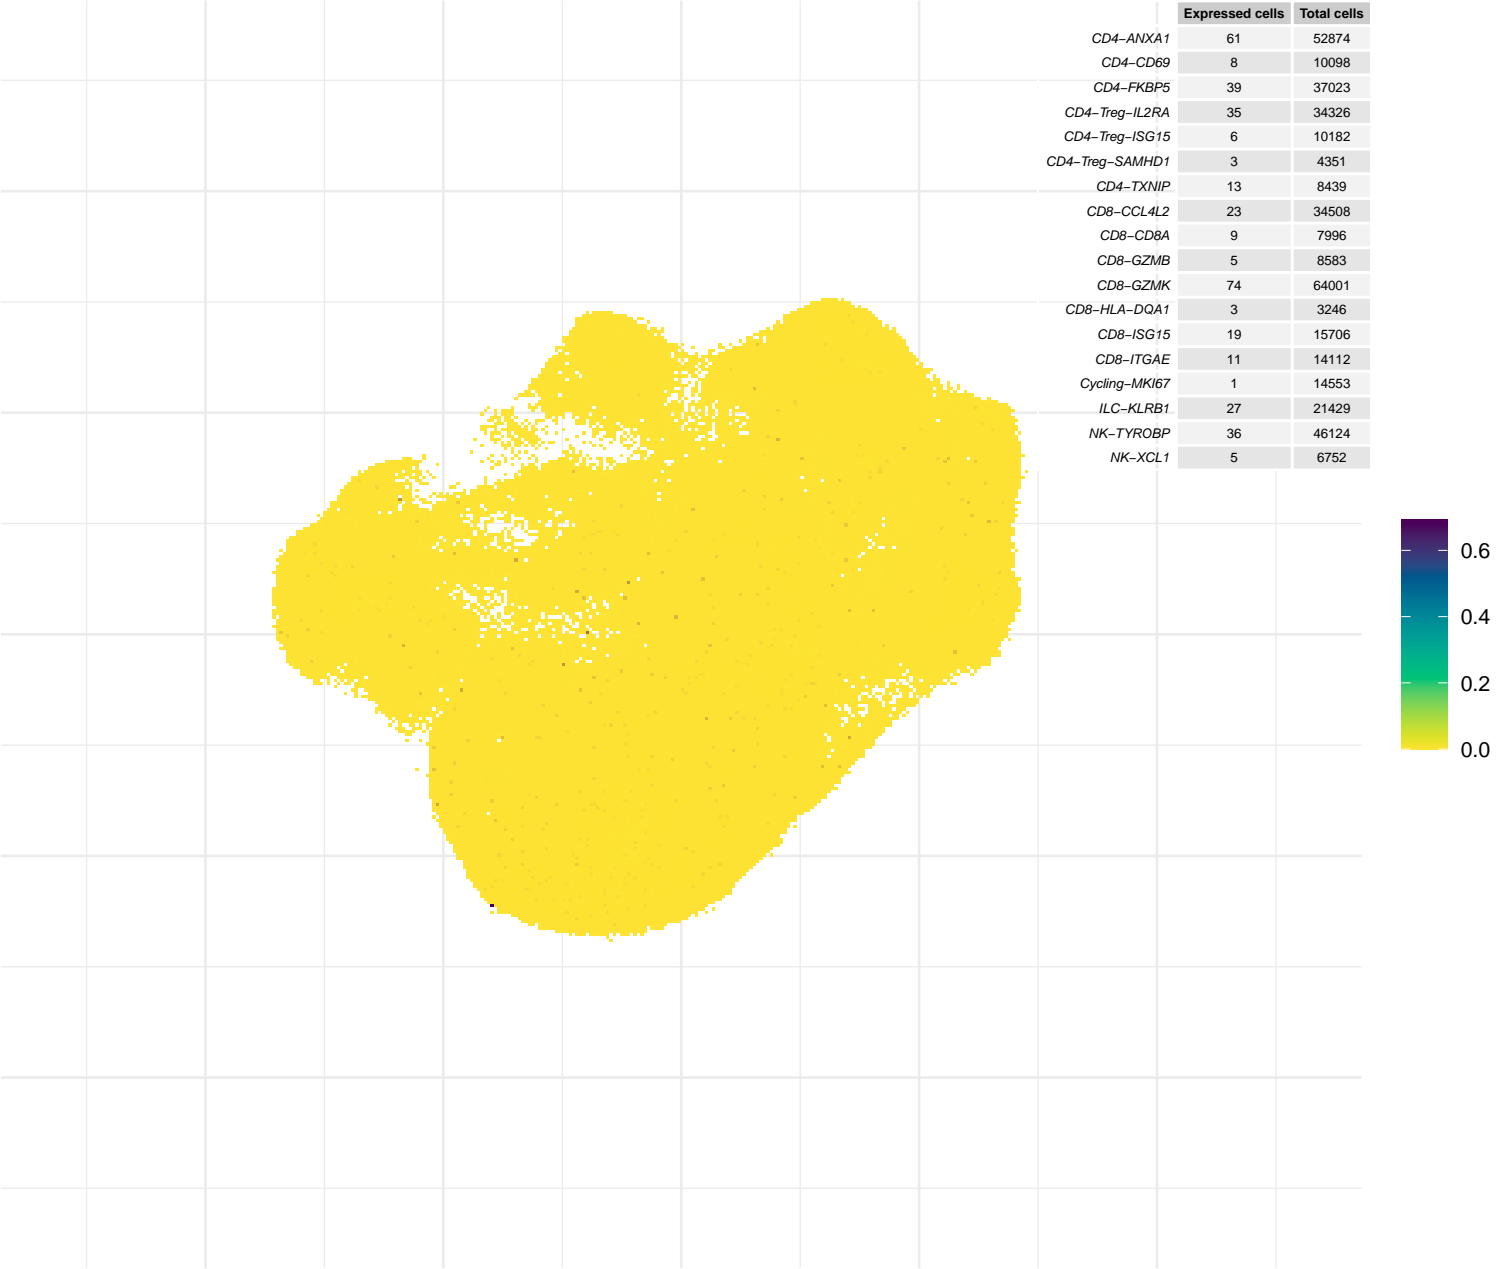 Expressed cells Total cells
CD4−ANXA1 61 52874
CD4−CD69 8 10098
CD4−FKBP5 39 37023
CD4−Treg−IL2RA 35 34326
CD4−Treg−ISG15 6 10182
CD4−Treg−SAMHD1 3 4351
CD4−TXNIP 13 8439
CD8−CCL4L2 23 34508
CD8−CD8A 9 7996
CD8−GZMB 5 8583
CD8−GZMK 74 64001
CD8−HLA−DQA1 3 3246
CD8−ISG15 19 15706
CD8−ITGAE 11 14112
Cycling−MKI67 1 14553
ILC−KLRB1 27 21429
NK−TYROBP 36 46124
NK−XCL1 5 6752
0.6
0.4
0.2
0.0